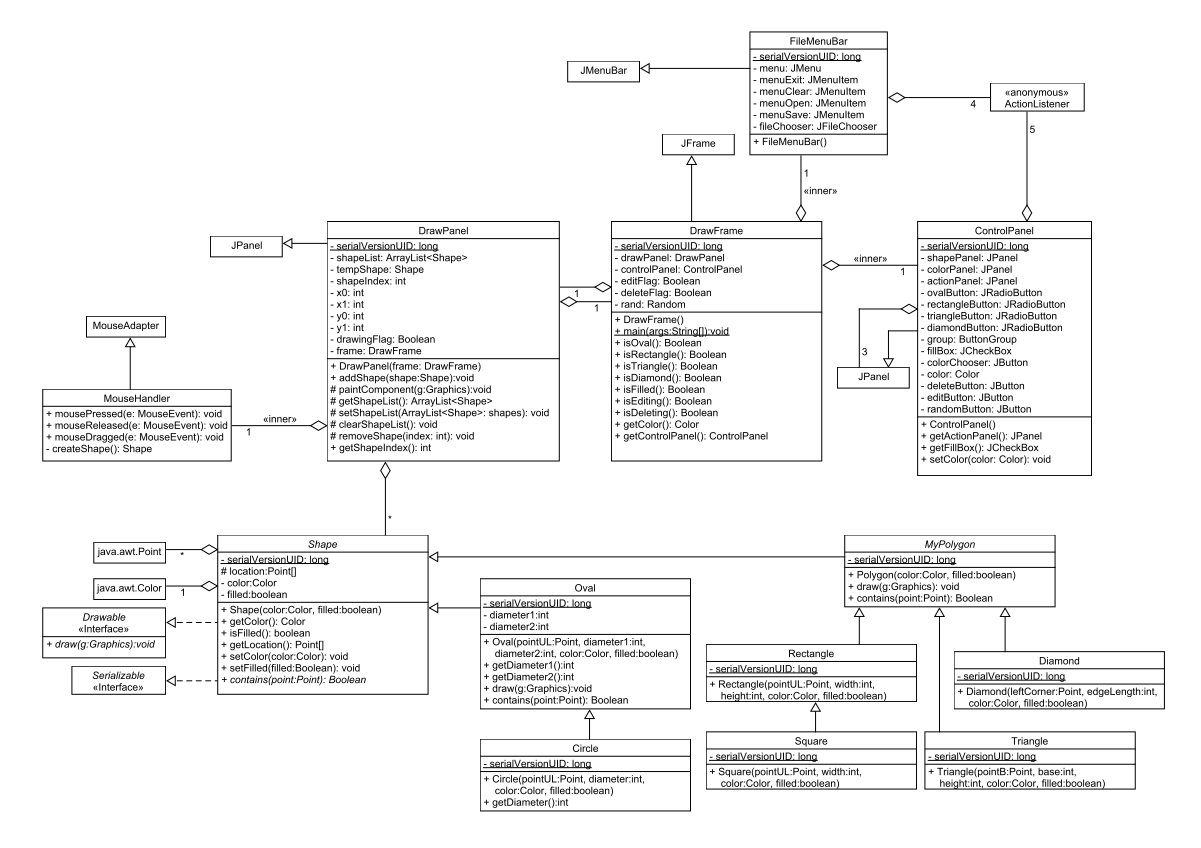 FileMenuBar
- serialVersionUID: long
- menu: JMenu
- menuExit: JMenuItem
- menuClear: JMenuItem
- menuOpen: JMenuItem
- menuSave: JMenuItem
- fileChooser: JFileChooser
+ FileMenuBar()
JMenuBar
«anonymous»
ActionListener
4
5
JFrame
1
«inner»
JPanel
DrawPanel
- serialVersionUID: long
- shapeList: ArrayList<Shape>
- tempShape: Shape
- shapeIndex: int
- x0: int
- x1: int
- y0: int
- y1: int
- drawingFlag: Boolean
- frame: DrawFrame
+ DrawPanel(frame: DrawFrame)
+ addShape(shape:Shape):void
# paintComponent(g:Graphics):void
# getShapeList(): ArrayList<Shape>
# setShapeList(ArrayList<Shape>: shapes): void
# clearShapeList(): void
# removeShape(index: int): void
+ getShapeIndex(): int
1
1
DrawFrame
- serialVersionUID: long
- drawPanel: DrawPanel
- controlPanel: ControlPanel
- editFlag: Boolean
- deleteFlag: Boolean
- rand: Random
+ DrawFrame()
+ main(args:String[]):void
+ isOval(): Boolean
+ isRectangle(): Boolean
+ isTriangle(): Boolean
+ isDiamond(): Boolean
+ isFilled(): Boolean
+ isEditing(): Boolean
+ isDeleting(): Boolean
+ getColor(): Color
+ getControlPanel(): ControlPanel
«inner»
1
ControlPanel
- serialVersionUID: long
- shapePanel: JPanel
- colorPanel: JPanel
- actionPanel: JPanel
- ovalButton: JRadioButton
- rectangleButton: JRadioButton
- triangleButton: JRadioButton
- diamondButton: JRadioButton
- group: ButtonGroup
- fillBox: JCheckBox
- colorChooser: JButton
- color: Color
- deleteButton: JButton
- editButton: JButton
- randomButton: JButton
+ ControlPanel()
+ getActionPanel(): JPanel
+ getFillBox(): JCheckBox
+ setColor(color: Color): void
3
JPanel
MouseAdapter
MouseHandler
+ mousePressed(e: MouseEvent): void
+ mouseReleased(e: MouseEvent): void
+ mouseDragged(e: MouseEvent): void
- createShape(): Shape
«inner»
1
*
java.awt.Point
*
java.awt.Color
1
Drawable
«Interface»
+ draw(g:Graphics):void
Serializable
«Interface»
Shape
- serialVersionUID: long
# location:Point[]
- color:Color
- filled:boolean
+ Shape(color:Color, filled:boolean)
+ getColor(): Color
+ isFilled(): boolean
+ getLocation(): Point[]
+ setColor(color:Color): void
+ setFilled(filled:Boolean): void
+ contains(point:Point): Boolean
Oval
- serialVersionUID: long
- diameter1:int
- diameter2:int
+ Oval(pointUL:Point, diameter1:int,
diameter2:int, color:Color, filled:boolean)
+ getDiameter1():int
+ getDiameter2():int
+ draw(g:Graphics):void
+ contains(point:Point): Boolean
Circle
- serialVersionUID: long
+ Circle(pointUL:Point, diameter:int,
color:Color, filled:boolean)
+ getDiameter():int
MyPolygon
- serialVersionUID: long
+ Polygon(color:Color, filled:boolean)
+ draw(g:Graphics): void
+ contains(point:Point): Boolean
Rectangle
- serialVersionUID: long
+ Rectangle(pointUL:Point, width:int,
height:int, color:Color, filled:boolean)
Diamond
- serialVersionUID: long
+ Diamond(leftCorner:Point, edgeLength:int,
color:Color, filled:boolean)
Square
- serialVersionUID: long
+ Square(pointUL:Point, width:int,
color:Color, filled:boolean)
Triangle
- serialVersionUID: long
+ Triangle(pointB:Point, base:int,
height:int, color:Color, filled:boolean)